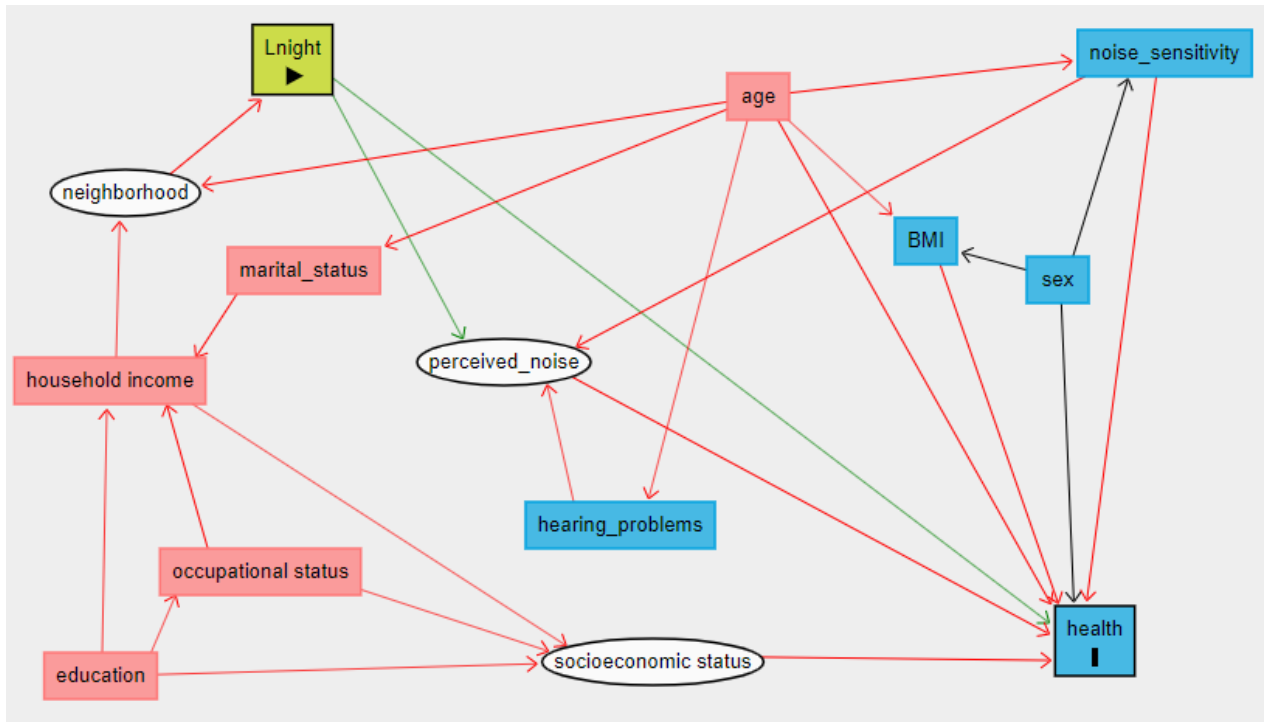 Lnight
noise_sensitivity
age
neighborhood
BMI
marital_status
sex
perceived_noise
household income
hearing_problems
occupational status
health
socioeconomic status
education